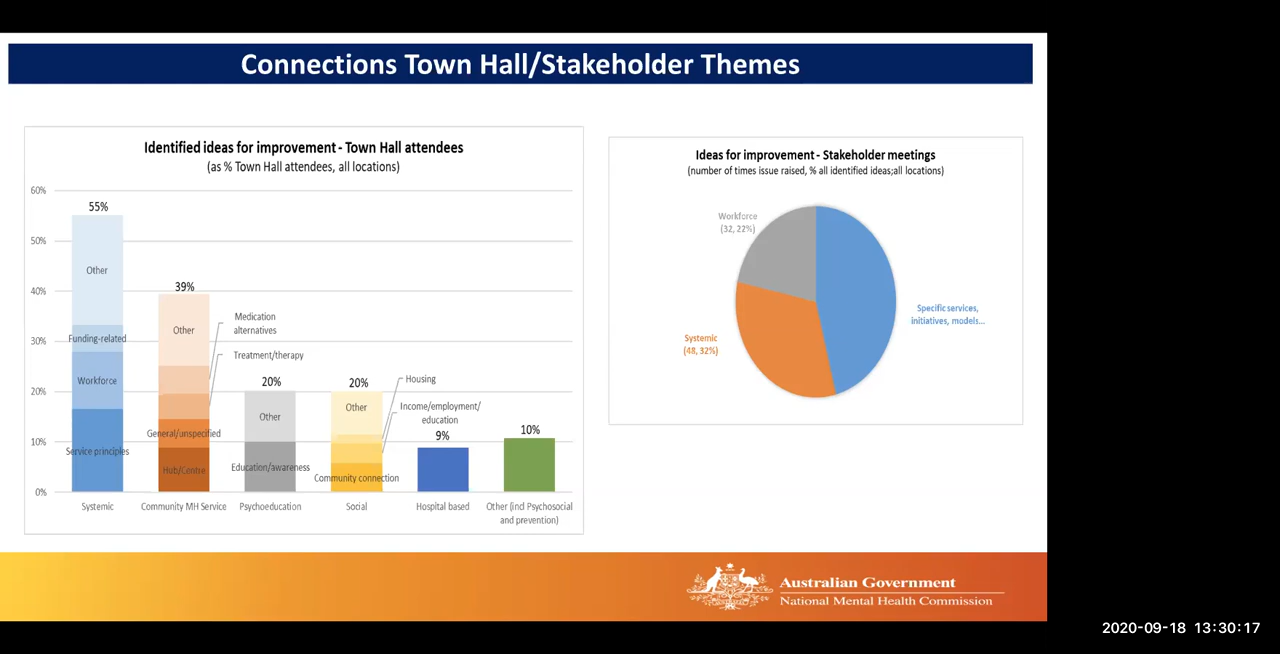 Connections Town Hall/Stakeholder Themes
Identified ideas for improvement - Town Hall attendees
(as % Town Hall attendees, all locations)
60%
50%
40%
30%
20%
10%
0%
55%
Other
Funding-related
Workforce
Service principles
39%
Other
Medication
alternatives
Treatment/therapy
General/unspecified
Hub/Centre
20%
Other
Education/awareness
20%
Other
Housing
Income/employment/
education
Community connection
9%
10%
Systemic
Community MH Service
Psychoeducation
Social
Hospital based
Other (incl Psychosocial
and prevention)
Ideas for improvement - Stakeholder meetings
(number of times issue raised, % all identified ideas;all locations)
Workforce
(32, 22%)
Specific services,
initiatives, models...
Systemic
(48, 32%)
Australian Government
National Mental Health Commission
2020-09-18 13:30:17